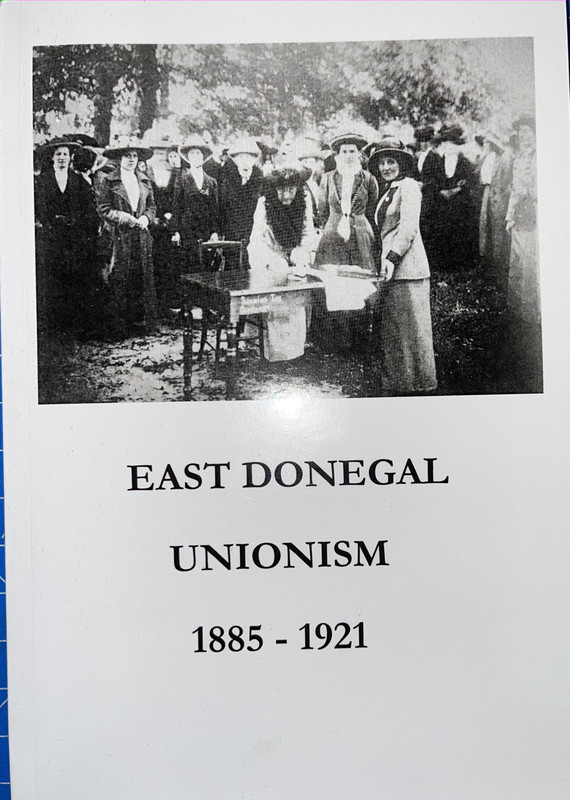 EAST DONEGAL
UNIONISM
1885 - 1921